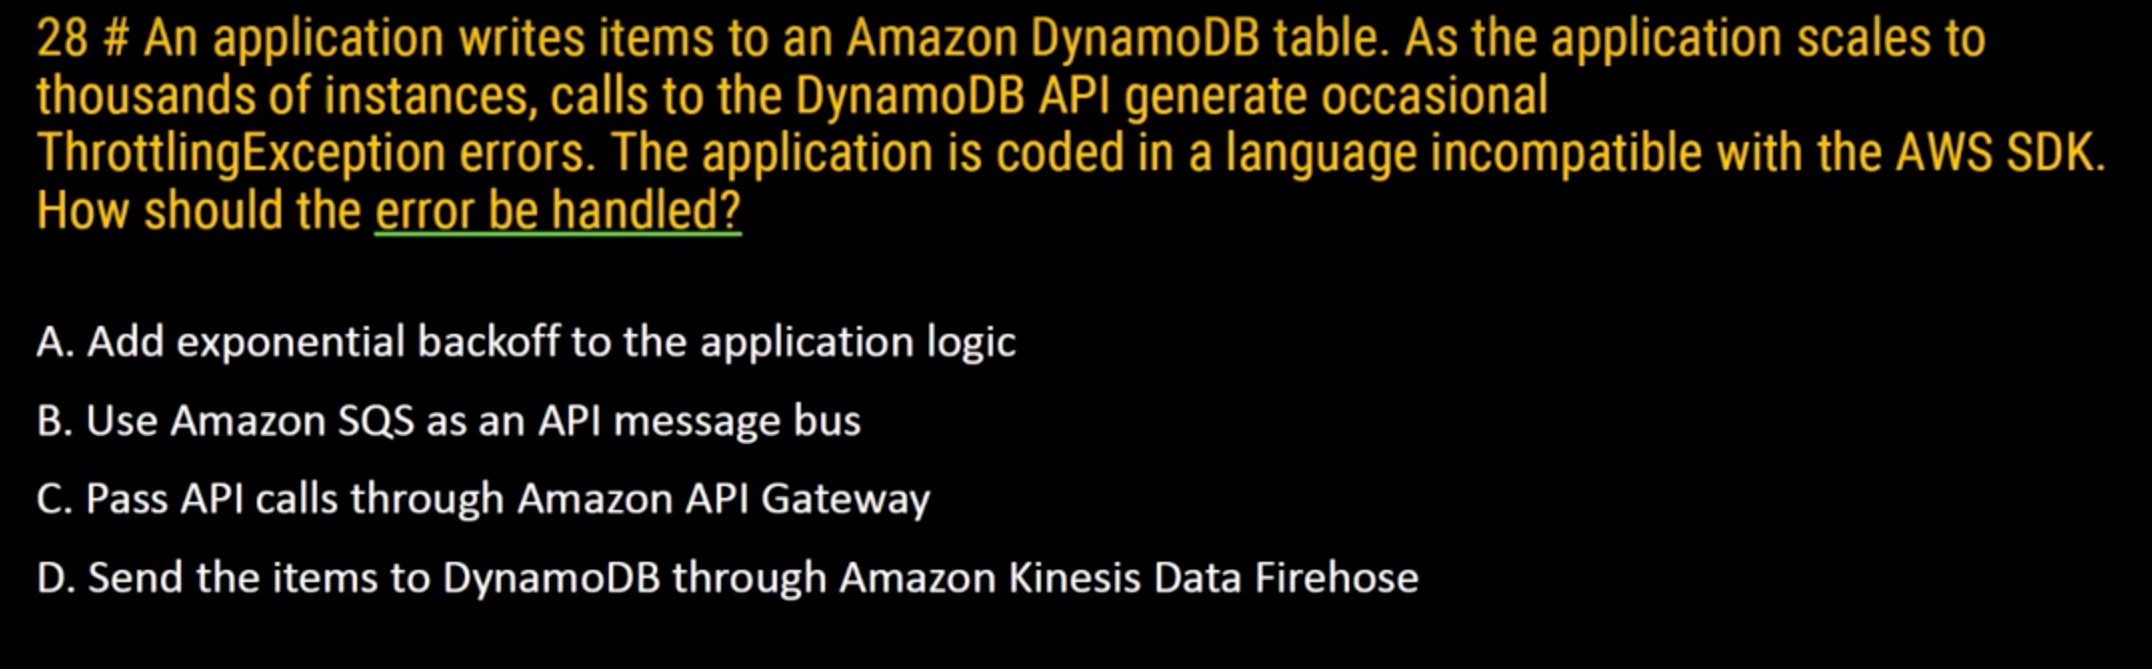 28 # An application writes items to an Amazon DynamoDB table. As the application scales to
thousands of instances, calls to the DynamoDB API generate occasional
ThrottlingException errors. The application is coded in a language incompatible with the AWS SDK.
How should the error be handled?
A. Add exponential backoff to the application logic
B. Use Amazon SQS as an API message bus
C. Pass API calls through Amazon API Gateway
D. Send the items to DynamoDB through Amazon Kinesis Data Firehose